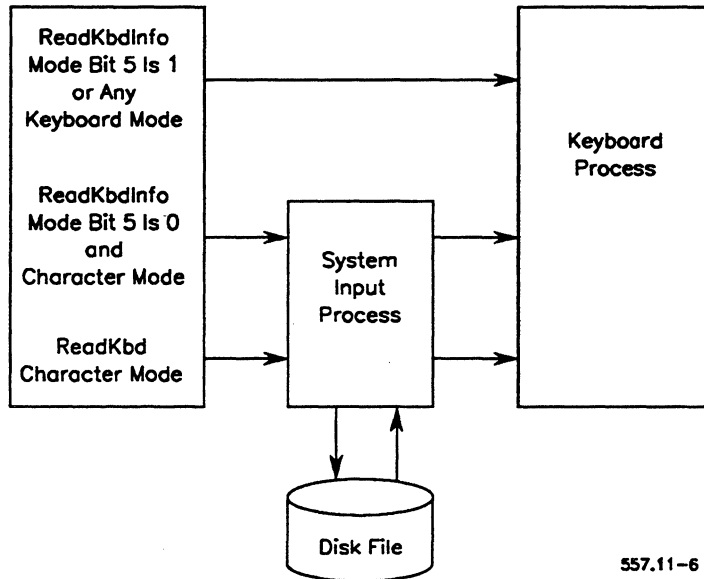 ReadKbdInfo
Mode Bit 5 Is 1
or Any
Keyboard Mode
ReadKbdInfo
Mode Bit 5 Is 0
and
Character Mode
ReadKbd
Character Mode
System
Input
Process
Keyboard
Process
Disk File
557.11-6